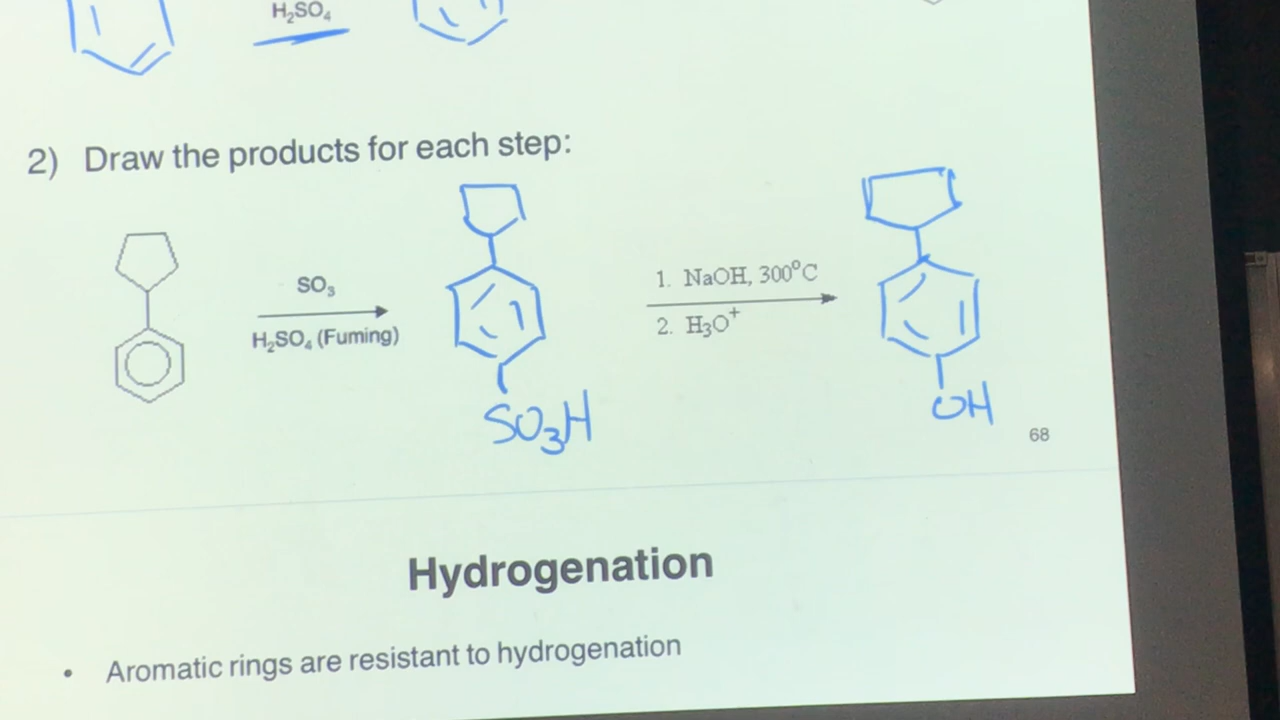 H₂SO₄
2) Draw the products for each step:
SO₃
H₂SO₄ (Fuming)
SO₃H
1. NaOH, 300°C
2. H₃O⁺
OH
68
Hydrogenation
• Aromatic rings are resistant to hydrogenation